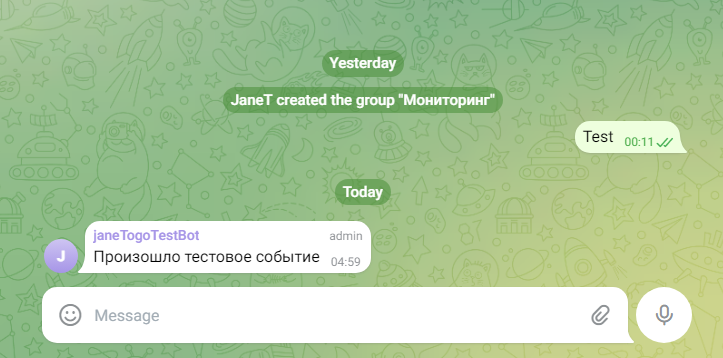 Yesterday
JaneT created the group "Мониторинг"
Test 00:11
Today
janeTogoTestBot admin
J
Произошло тестовое событие 04:59
Message